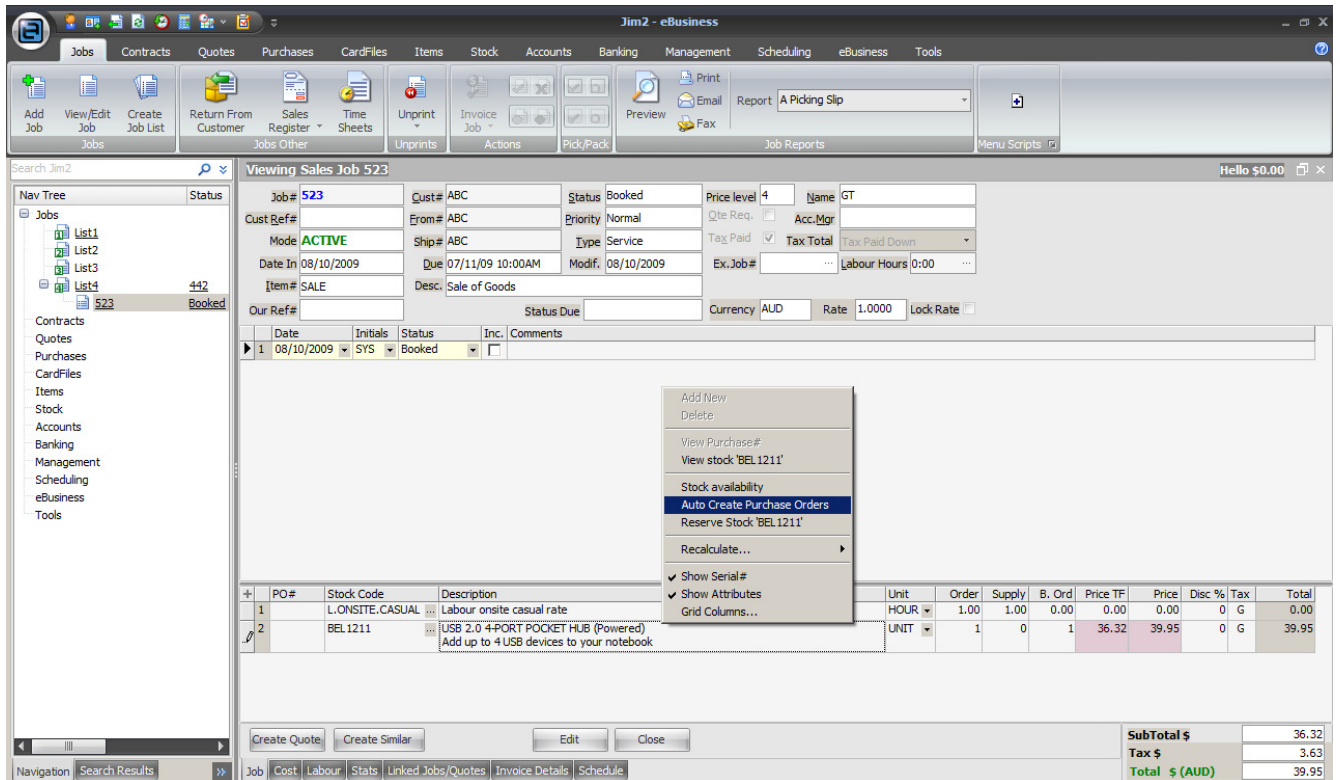 Jim2 - eBusiness
Jobs Contracts Quotes Purchases CardFiles Items Stock Accounts Banking Management Scheduling eBusiness Tools
Add Job
View/Edit Job
Create Job List
Return From Customer
Sales Register
Time Sheets
Unprint
Invoice Job
Preview
Print
Email
Fax
Report A Picking Slip
Jobs Jobs Other Unprints Actions Pick/Pack Job Reports Menu Scripts
Search Jim2
Viewing Sales Job 523
Hello $0.00
Nav Tree Status
Jobs
List1
List2
List3
List4 442
523 Booked
Contracts
Quotes
Purchases
CardFiles
Items
Stock
Accounts
Banking
Management
Scheduling
eBusiness
Tools
Job# 523 Cust# ABC Status Booked Price level 4 Name GT
Cust Ref# From# ABC Priority Normal Qte Req. Acc.Mgr
Mode ACTIVE Ship# ABC Type Service Tax Paid Tax Total Tax Paid Down
Date In 08/10/2009 Due 07/11/09 10:00AM Modif. 08/10/2009 Ex.Job# Labour Hours 0:00
Item# SALE Desc. Sale of Goods
Our Ref# Status Due Currency AUD Rate 1.0000 Lock Rate
Date Initials Status Inc. Comments
1 08/10/2009 SYS Booked
Add New
Delete
View Purchase#
View stock 'BEL1211'
Stock availability
Auto Create Purchase Orders
Reserve Stock 'BEL1211'
Recalculate...
Show Serial#
Show Attributes
Grid Columns...
PO# Stock Code Description Unit Order Supply B. Ord Price TF Price Disc % Tax Total
1 L.ONSITE.CASUAL ... Labour onsite casual rate HOUR 1.00 1.00 0.00 0.00 0.00 0 G 0.00
2 BEL1211 ... USB 2.0 4-PORT POCKET HUB (Powered) UNIT 1 0 1 36.32 39.95 0 G 39.95
Add up to 4 USB devices to your notebook
Create Quote Create Similar Edit Close
SubTotal $ 36.32
Tax $ 3.63
Total $ (AUD) 39.95
Navigation Search Results
Job Cost Labour Stats Linked Jobs/Quotes Invoice Details Schedule